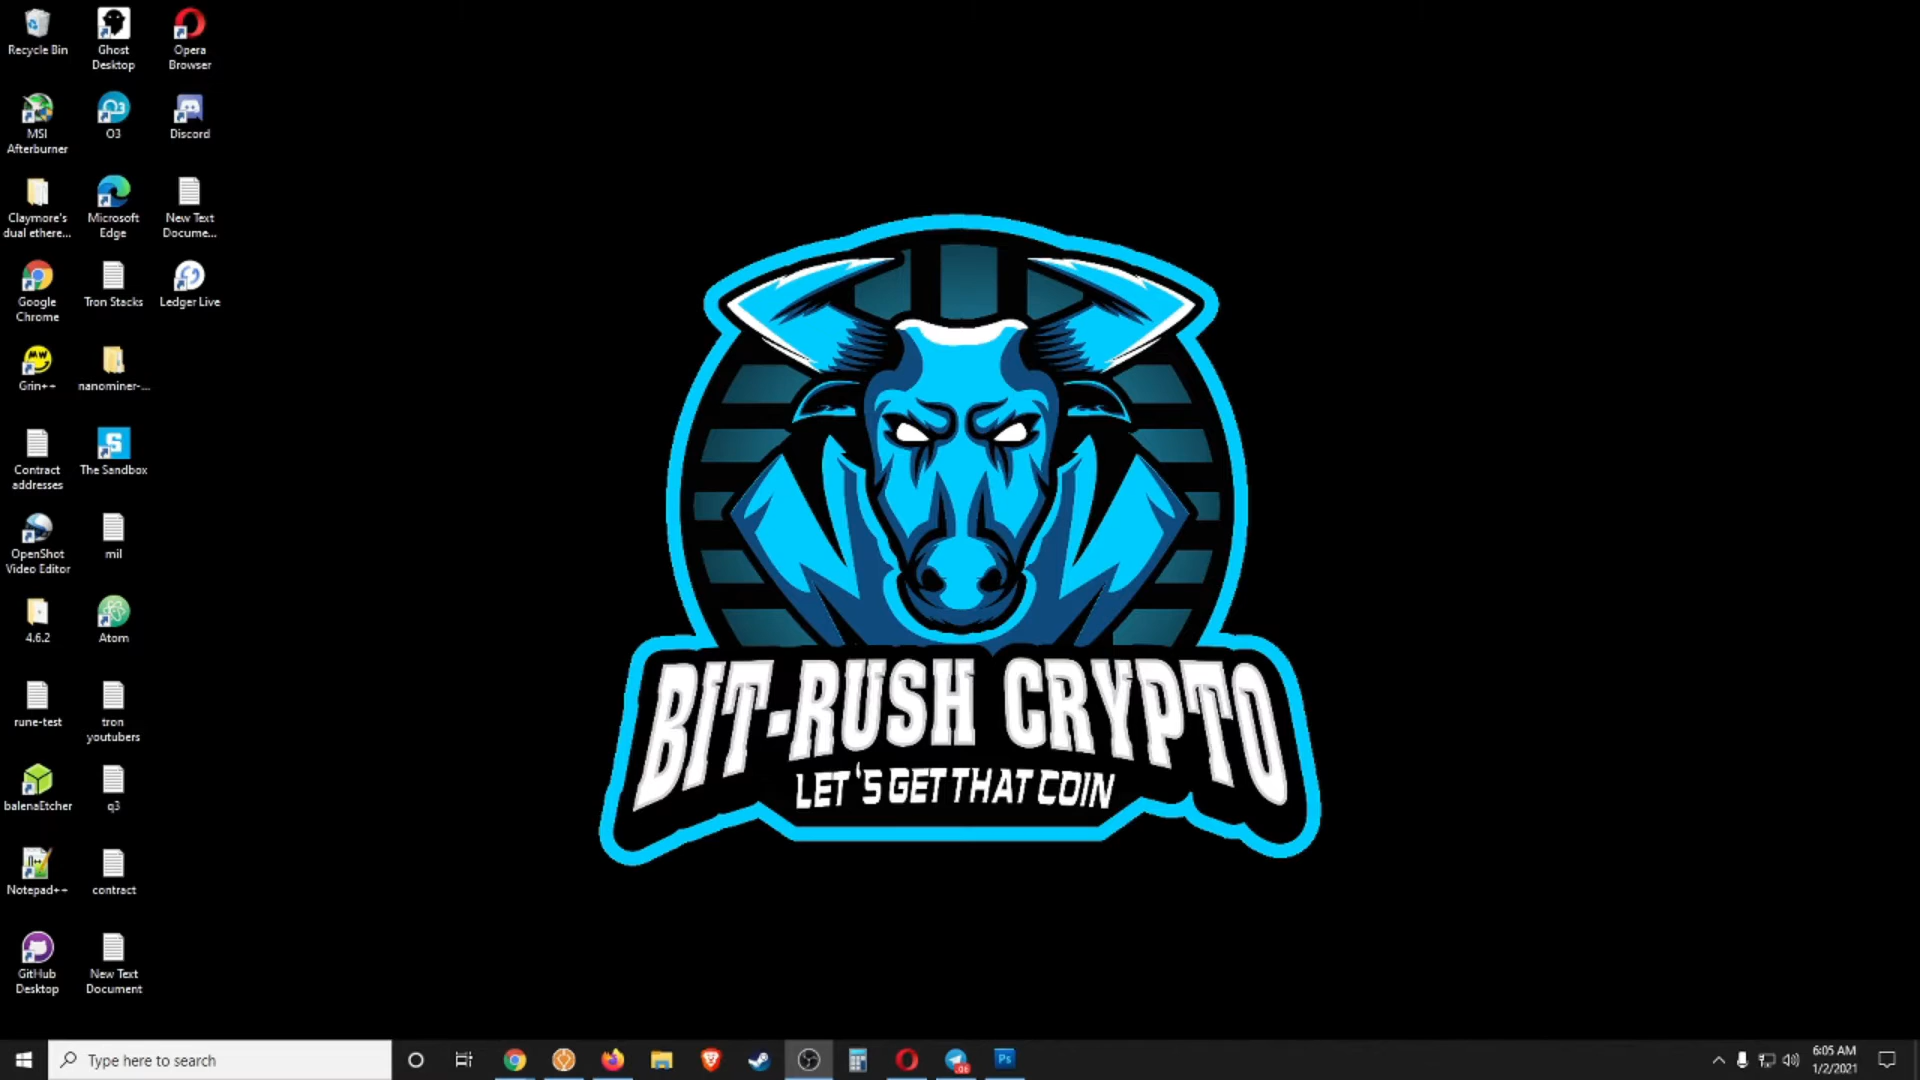 Recycle Bin
Ghost
Desktop
Opera
Browser
MSI
Afterburner
O3
Discord
Claymore's
dual ethere...
Microsoft
Edge
New Text
Docume...
Google
Chrome
Tron Stacks
Ledger Live
MW
Grin++
nanominer-...
Contract
addresses
S
The Sandbox
OpenShot
Video Editor
mil
4.6.2
Atom
rune-test
tron
youtubers
balenaEtcher
q3
Notepad++
contract
GitHub
Desktop
New Text
Document
BIT-RUSH CRYPTO
LET'S GET THAT COIN
Type here to search
Ps
6:05 AM
1/2/2021